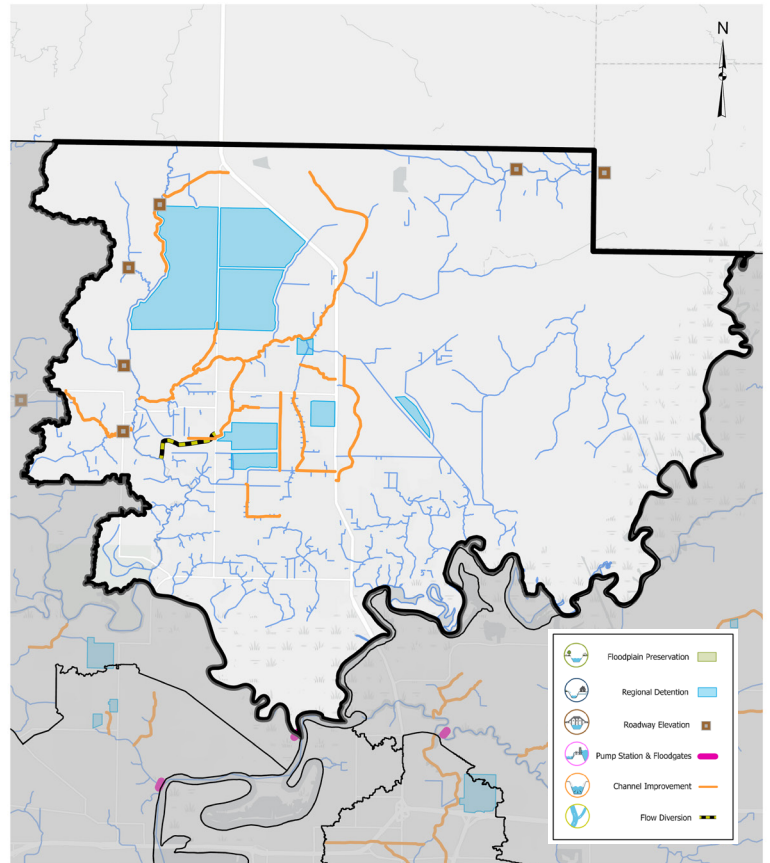 N
Floodplain Preservation
Regional Detention
Roadway Elevation
Pump Station & Floodgates
Channel Improvement
Flow Diversion